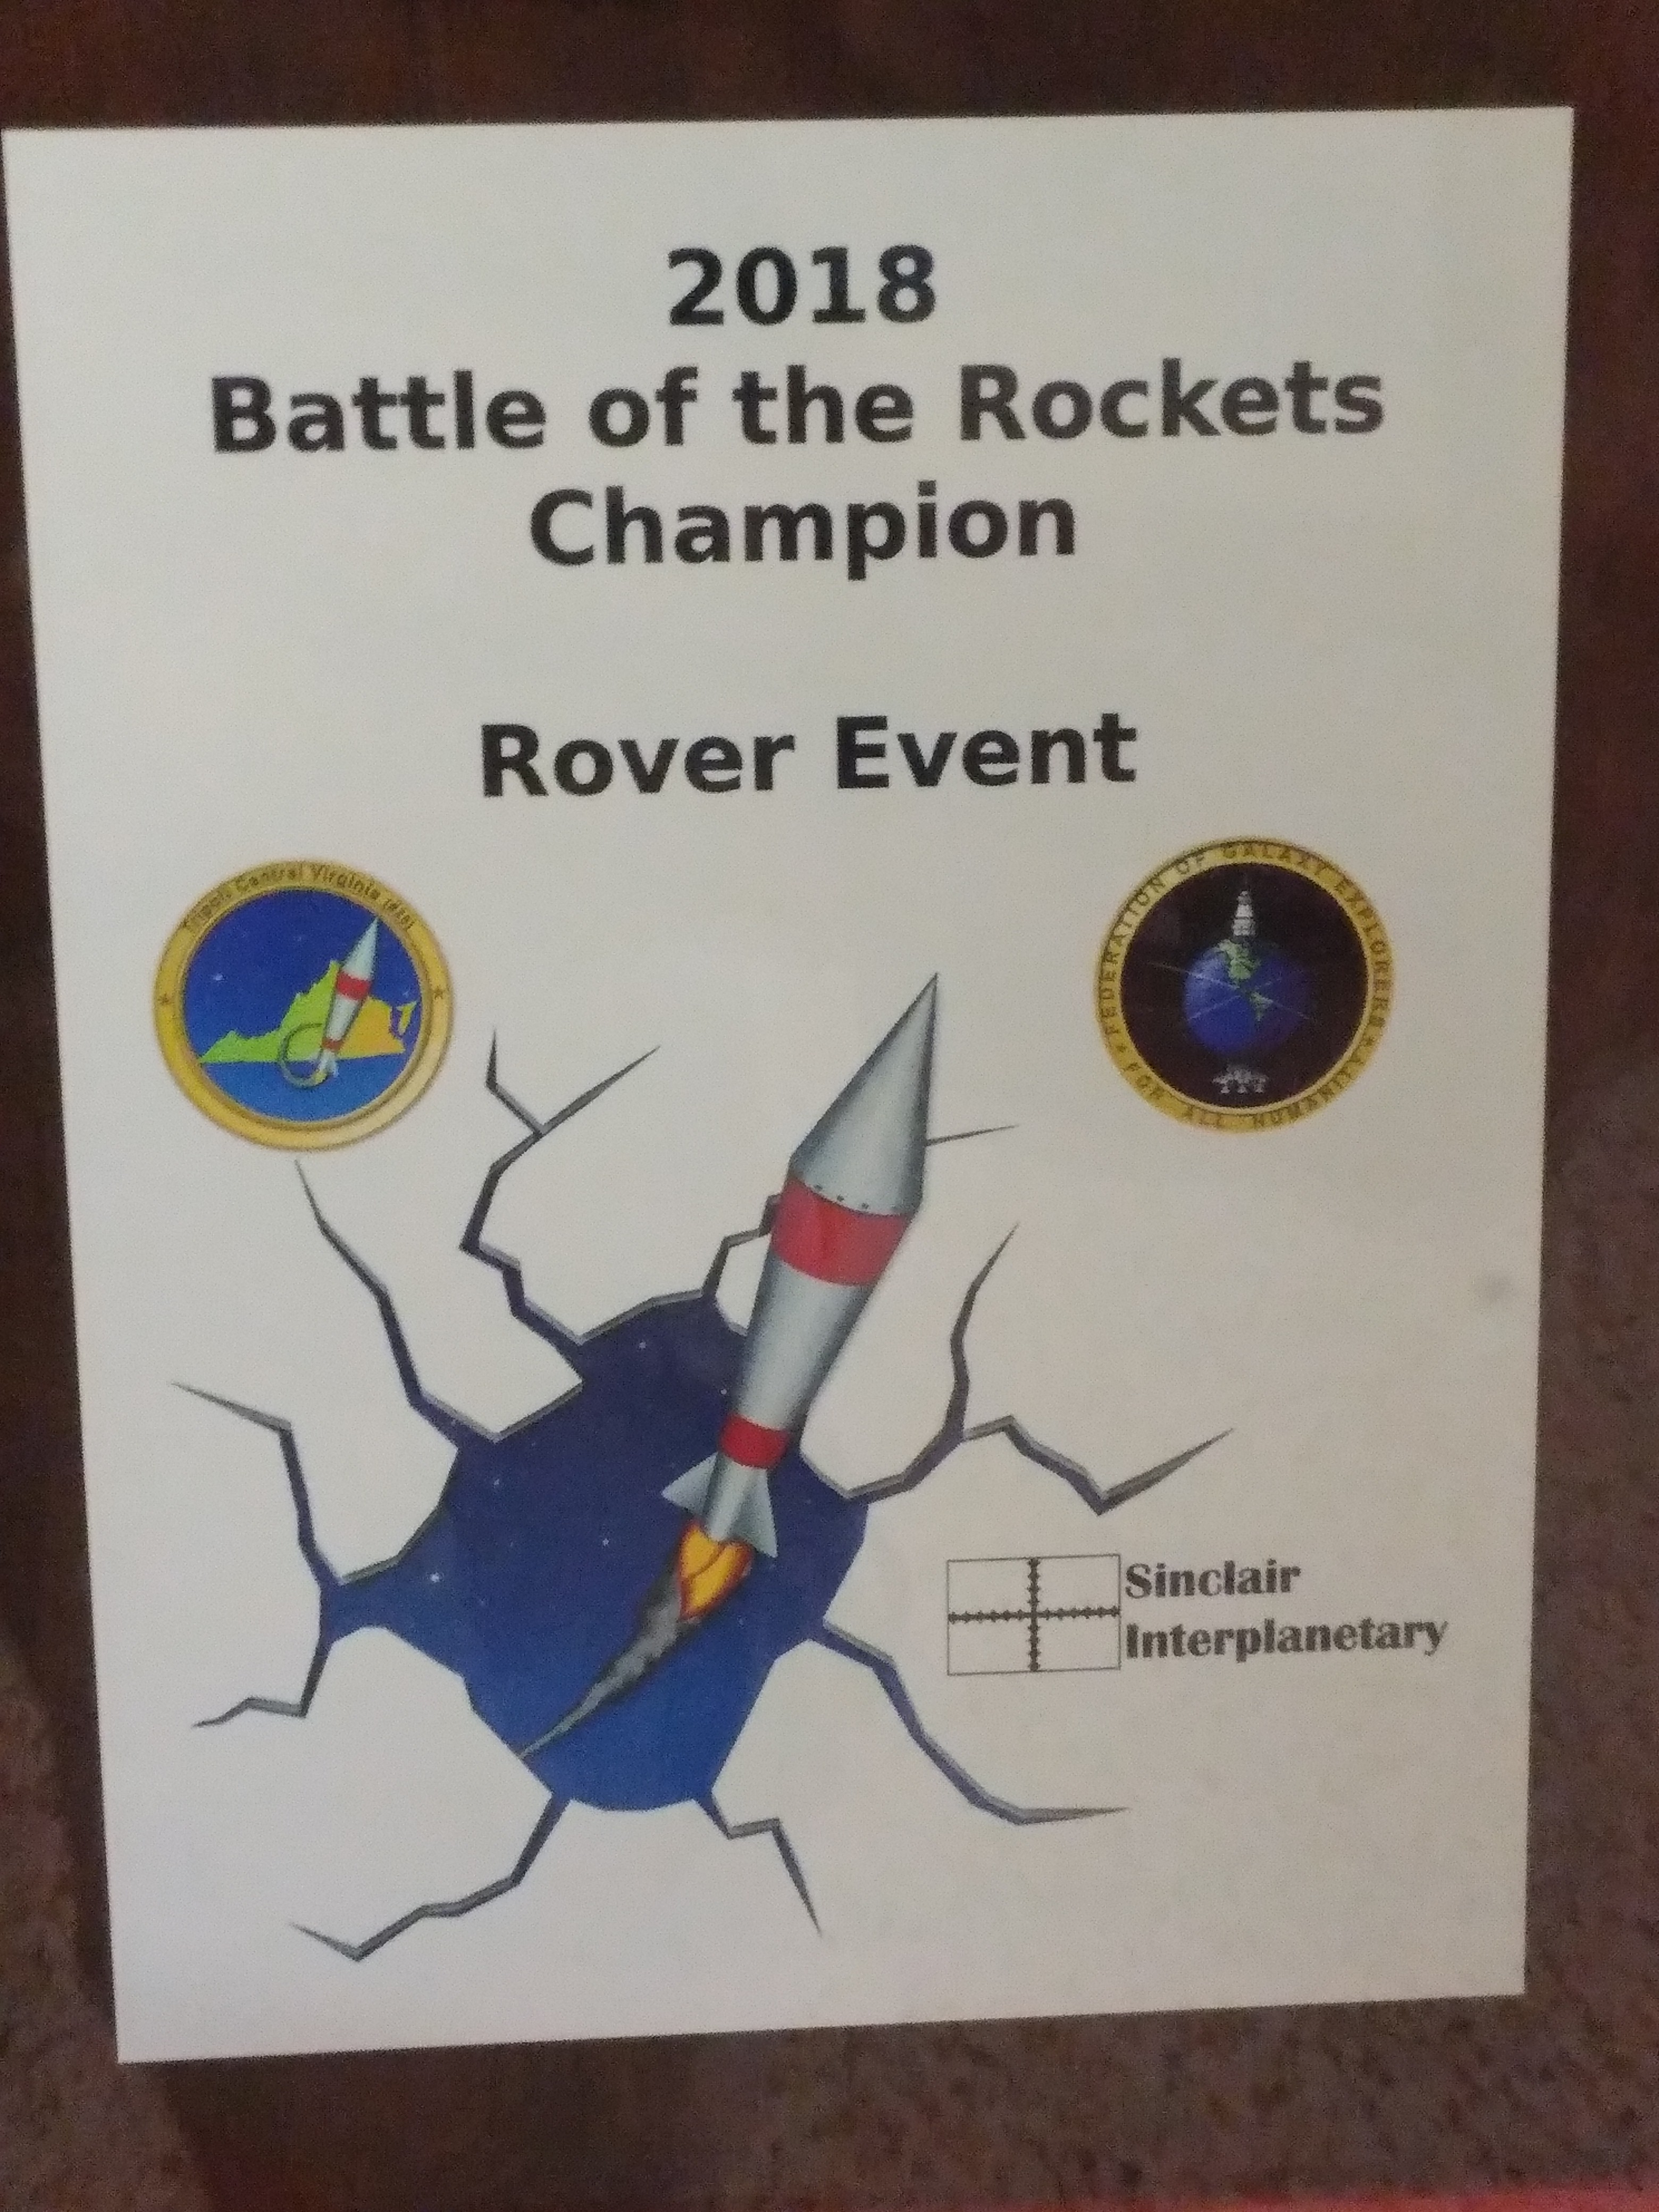 2018
Battle of the Rockets
Champion
Rover Event
Tripoli Central Virginia
FEDERATION OF GALAXY EXPLORERS
FOR ALL HUMANITY
Sinclair
Interplanetary